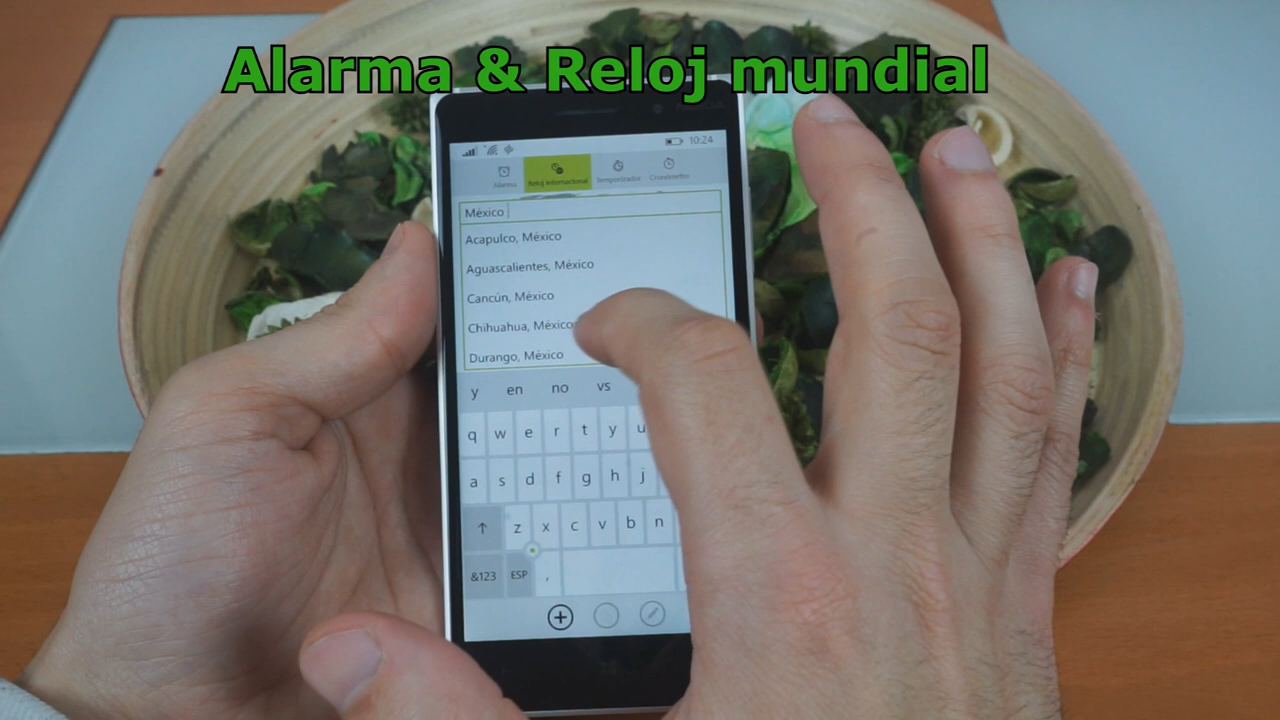 Alarma & Reloj mundial
10:24
Alarma Reloj internacional Temporizador Cronómetro
México
Acapulco, México
Aguascalientes, México
Cancún, México
Chihuahua, México
Durango, México
y en no vs
q w e r t y u
a s d f g h j
z x c v b n
&123 ESP ,